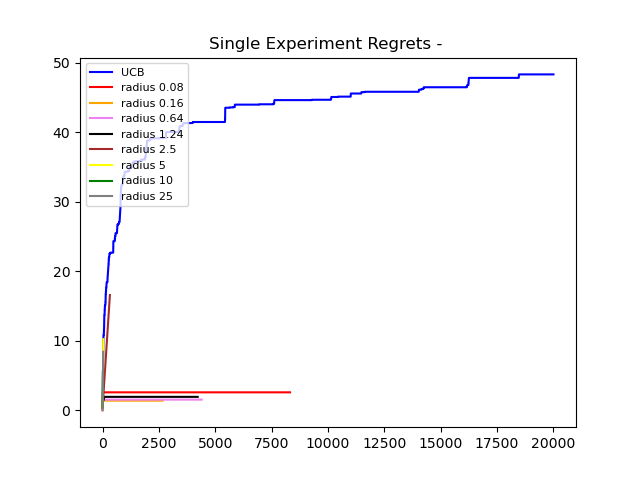 Single Experiment Regrets -
50
40
30
20
10
0
UCB
radius 0.08
radius 0.16
radius 0.64
radius 1.24
radius 2.5
radius 5
radius 10
radius 25
0 2500 5000 7500 10000 12500 15000 17500 20000